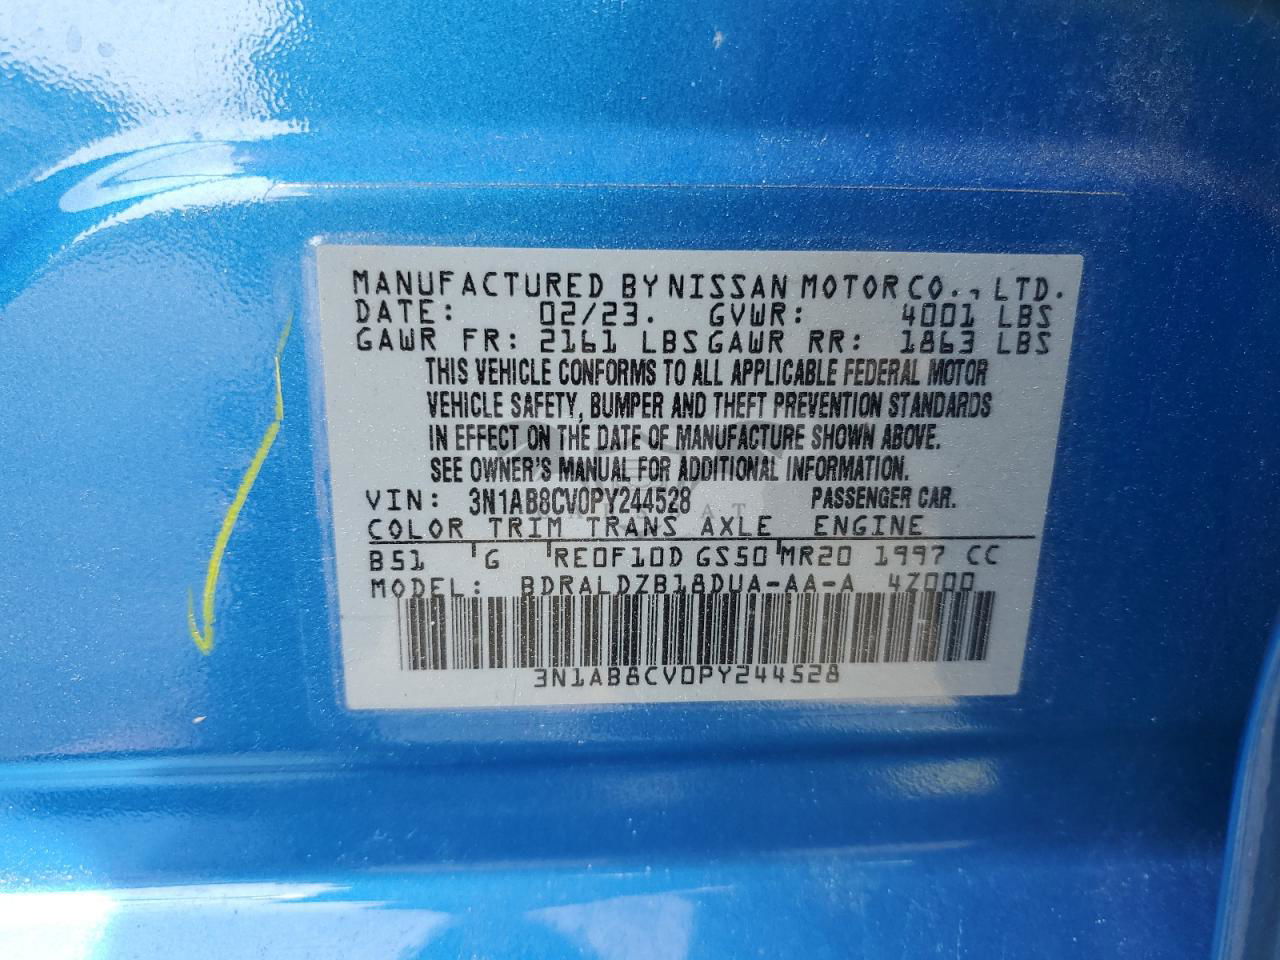 MANUFACTURED BY NISSAN MOTOR CO., LTD.
DATE: 02/23. GVWR: 4001 LBS
GAWR FR: 2161 LBS GAWR RR: 1863 LBS
THIS VEHICLE CONFORMS TO ALL APPLICABLE FEDERAL MOTOR
VEHICLE SAFETY, BUMPER AND THEFT PREVENTION STANDARDS
IN EFFECT ON THE DATE OF MANUFACTURE SHOWN ABOVE.
SEE OWNER'S MANUAL FOR ADDITIONAL INFORMATION.
VIN: 3N1AB8CV0PY244528 PASSENGER CAR.
COLOR TRIM TRANS AXLE ENGINE
B51 G RE0F10D GS50 MR20 1997 CC
MODEL: BDRALDZB18DUA-AA-A 4Z000
3N1AB8CV0PY244528